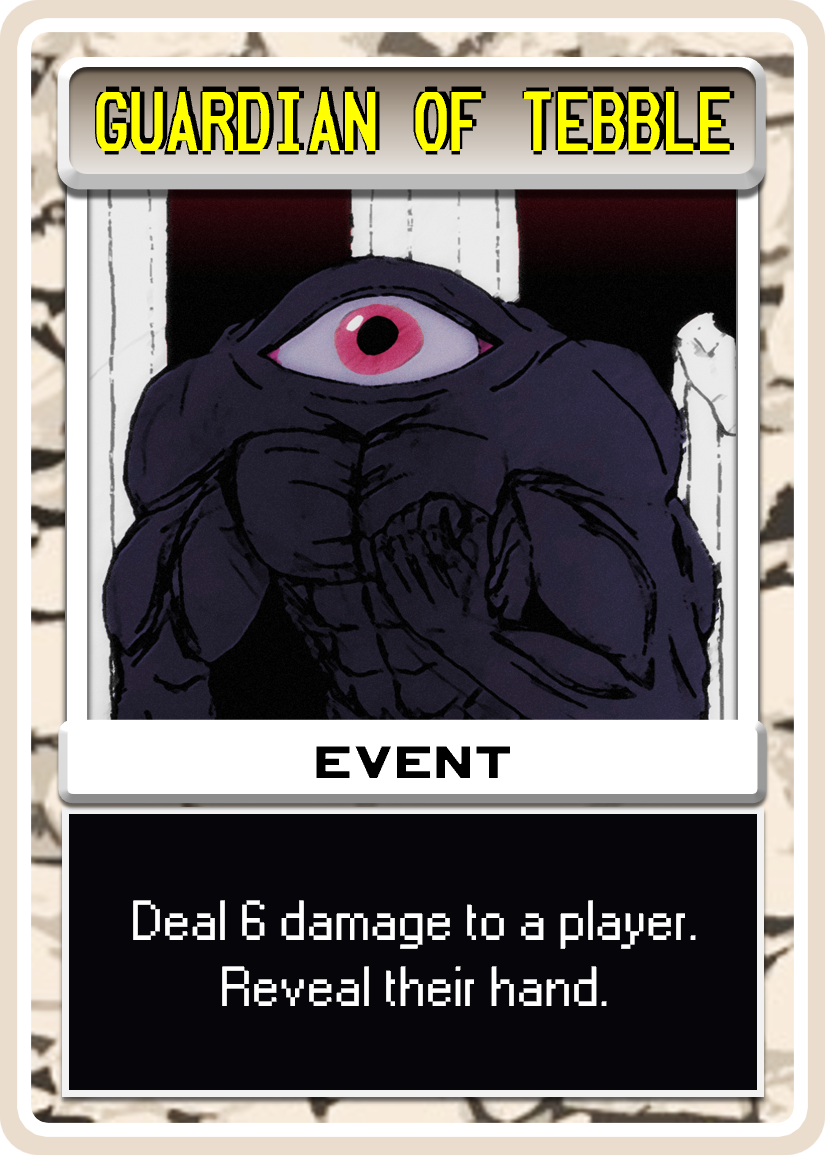 GUARDIAN OF TEBBLE
EVENT
Deal 6 damage to a player.
Reveal their hand.